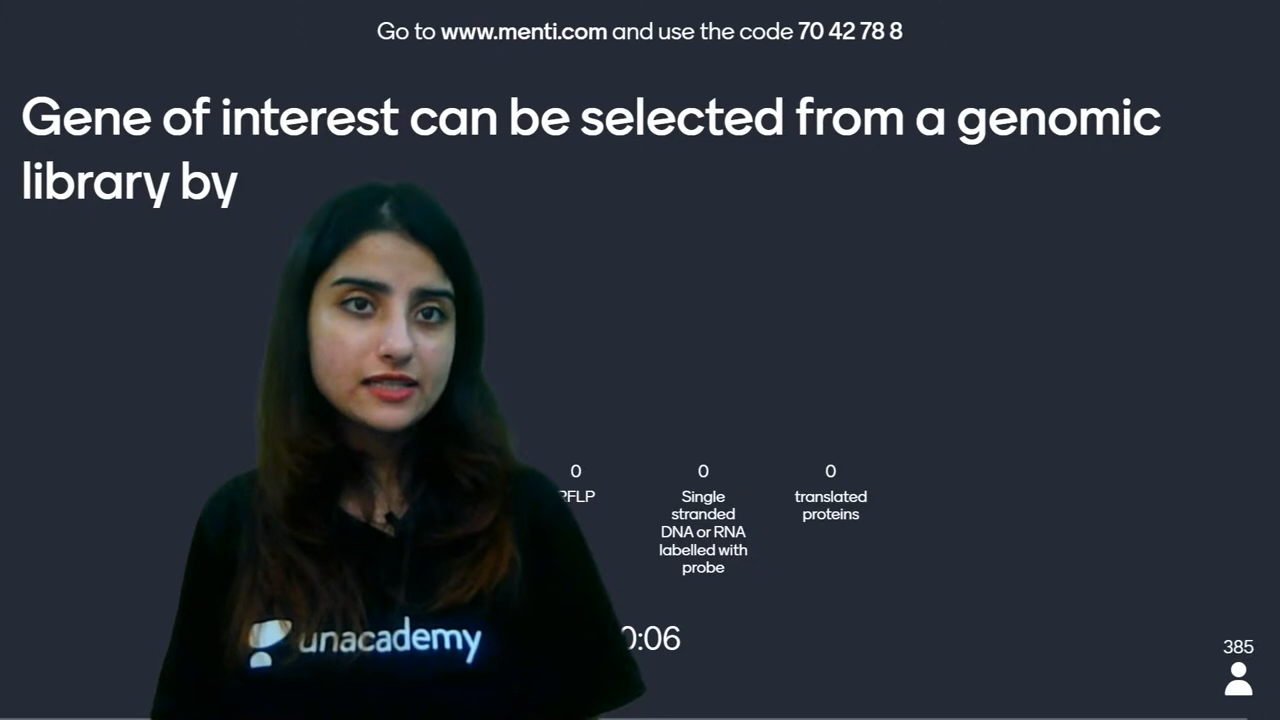 Go to www.menti.com and use the code 70 42 78 8
Gene of interest can be selected from a genomic
library by
0
0
0
Single
stranded
DNA or RNA
labelled with
probe
translated
proteins
unacademy
385